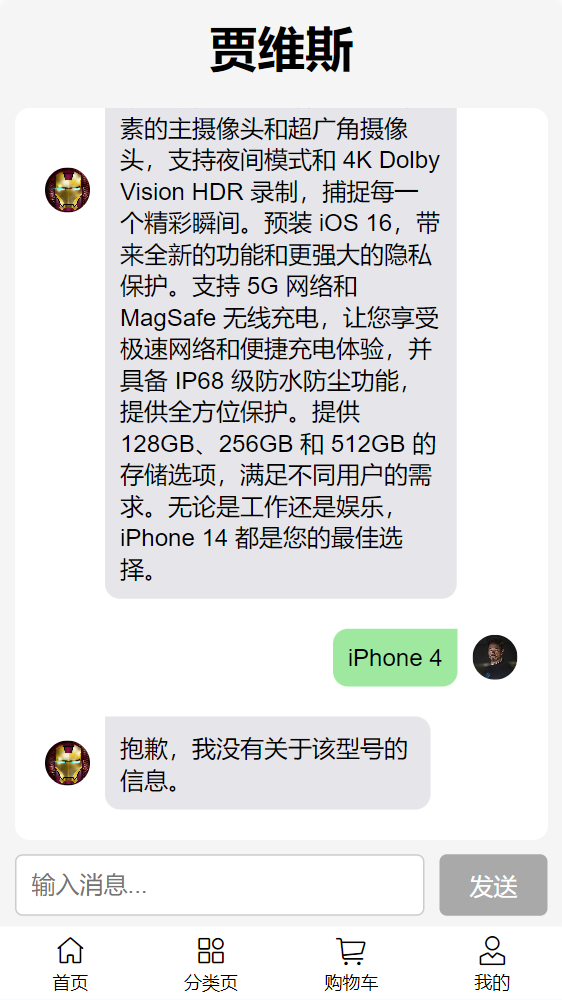 贾维斯
素的主摄像头和超广角摄像
头，支持夜间模式和 4K Dolby
Vision HDR 录制，捕捉每一
个精彩瞬间。预装 iOS 16，带
来全新的功能和更强大的隐私
保护。支持 5G 网络和
MagSafe 无线充电，让您享受
极速网络和便捷充电体验，并
具备 IP68 级防水防尘功能，
提供全方位保护。提供
128GB、256GB 和 512GB 的
存储选项，满足不同用户的需
求。无论是工作还是娱乐，
iPhone 14 都是您的最佳选
择。
iPhone 4
抱歉，我没有关于该型号的
信息。
输入消息...
发送
首页
分类页
购物车
我的